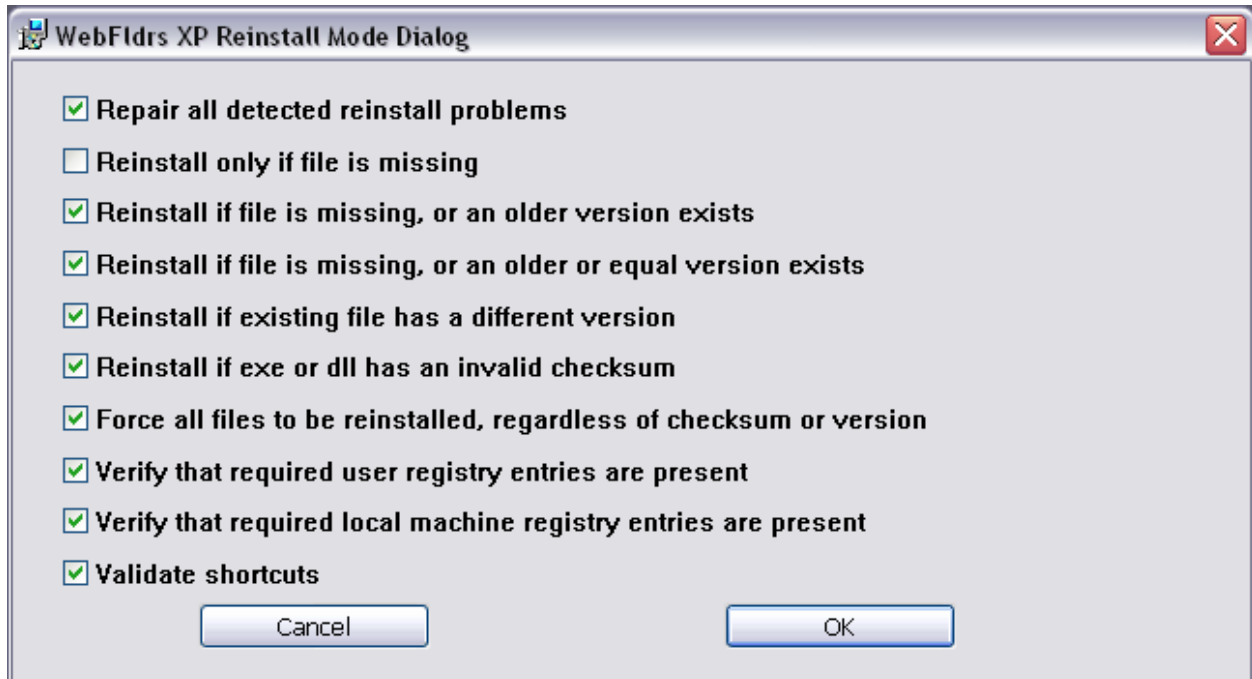 WebFldrs XP Reinstall Mode Dialog
Repair all detected reinstall problems
Reinstall only if file is missing
Reinstall if file is missing, or an older version exists
Reinstall if file is missing, or an older or equal version exists
Reinstall if existing file has a different version
Reinstall if exe or dll has an invalid checksum
Force all files to be reinstalled, regardless of checksum or version
Verify that required user registry entries are present
Verify that required local machine registry entries are present
Validate shortcuts
Cancel OK